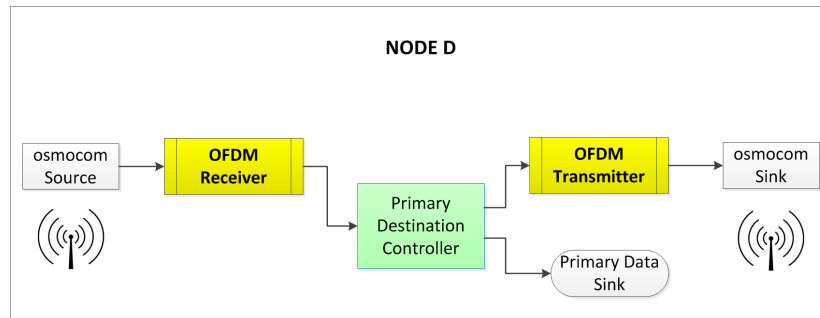 NODE D
osmocom
Source
OFDM
Receiver
Primary
Destination
Controller
OFDM
Transmitter
osmocom
Sink
Primary Data
Sink